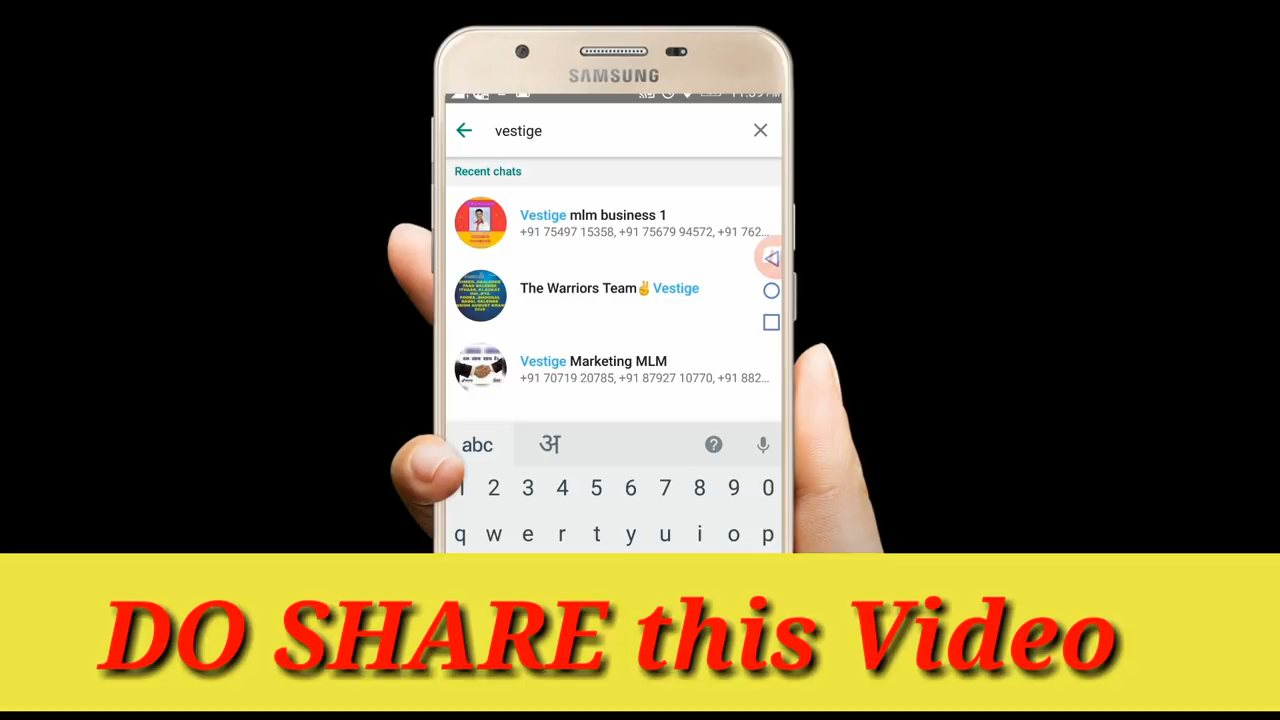 SAMSUNG
vestige
Recent chats
Vestige mlm business 1
+91 75497 15358, +91 75679 94572, +91 762...
The Warriors Team✌Vestige
Vestige Marketing MLM
+91 70719 20785, +91 87927 10770, +91 882...
abc अ ?
1 2 3 4 5 6 7 8 9 0
q w e r t y u i o p
DO SHARE this Video